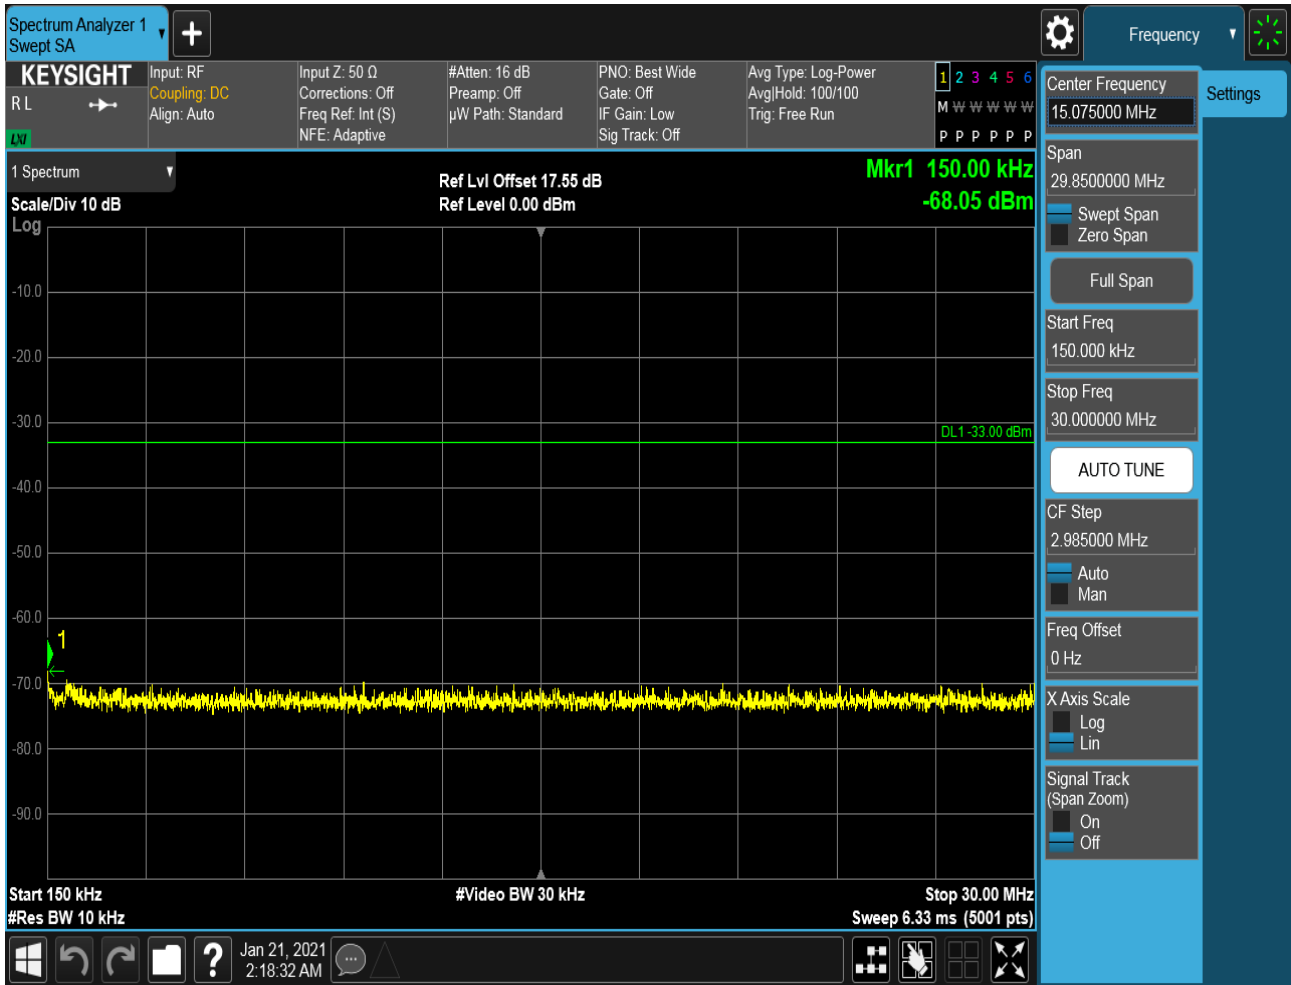 Spectrum Analyzer 1
Swept SA
Frequency
KEYSIGHT
R L
LXI
Input: RF
Coupling: DC
Align: Auto
Input Z: 50 Ω
Corrections: Off
Freq Ref: Int (S)
NFE: Adaptive
#Atten: 16 dB
Preamp: Off
µW Path: Standard
PNO: Best Wide
Gate: Off
IF Gain: Low
Sig Track: Off
Avg Type: Log-Power
Avg|Hold: 100/100
Trig: Free Run
1 2 3 4 5 6
M W W W W W
P P P P P P
1 Spectrum
Scale/Div 10 dB
Log
Ref Lvl Offset 17.55 dB
Ref Level 0.00 dBm
Mkr1 150.00 kHz
-68.05 dBm
-10.0
-20.0
-30.0
DL1 -33.00 dBm
-40.0
-50.0
-60.0
1
-70.0
-80.0
-90.0
Start 150 kHz
#Res BW 10 kHz
#Video BW 30 kHz
Stop 30.00 MHz
Sweep 6.33 ms (5001 pts)
Center Frequency
15.075000 MHz
Settings
Span
29.8500000 MHz
Swept Span
Zero Span
Full Span
Start Freq
150.000 kHz
Stop Freq
30.000000 MHz
AUTO TUNE
CF Step
2.985000 MHz
Auto
Man
Freq Offset
0 Hz
X Axis Scale
Log
Lin
Signal Track
(Span Zoom)
On
Off
?
Jan 21, 2021
2:18:32 AM